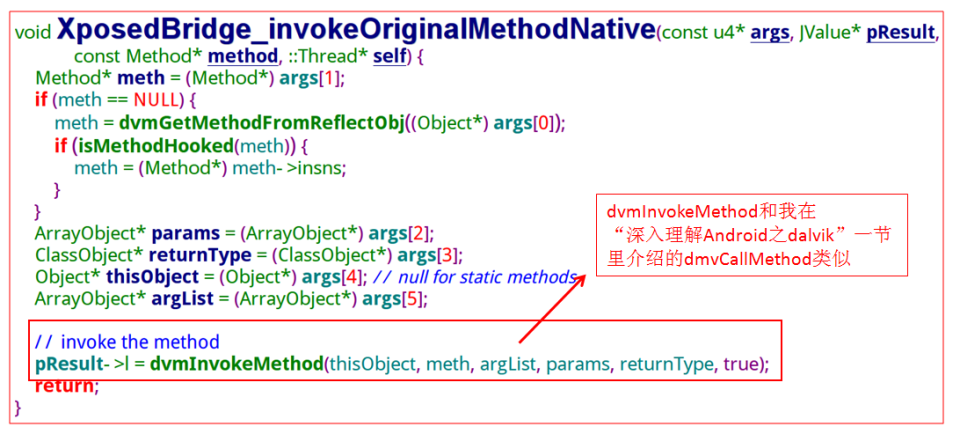 void XposedBridge_invokeOriginalMethodNative(const u4* args, JValue* pResult,
const Method* method, ::Thread* self) {
Method* meth = (Method*) args[1];
if (meth == NULL) {
meth = dvmGetMethodFromReflectObj((Object*) args[0]);
if (isMethodHooked(meth)) {
meth = (Method*) meth->insns;
}
}
ArrayObject* params = (ArrayObject*) args[2];
ClassObject* returnType = (ClassObject*) args[3];
Object* thisObject = (Object*) args[4]; // null for static methods
ArrayObject* argList = (ArrayObject*) args[5];
dvmInvokeMethod和我在
“深入理解Android之dalvik”一节
里介绍的dmvCallMethod类似
// invoke the method
pResult->l = dvmInvokeMethod(thisObject, meth, argList, params, returnType, true);
return;
}